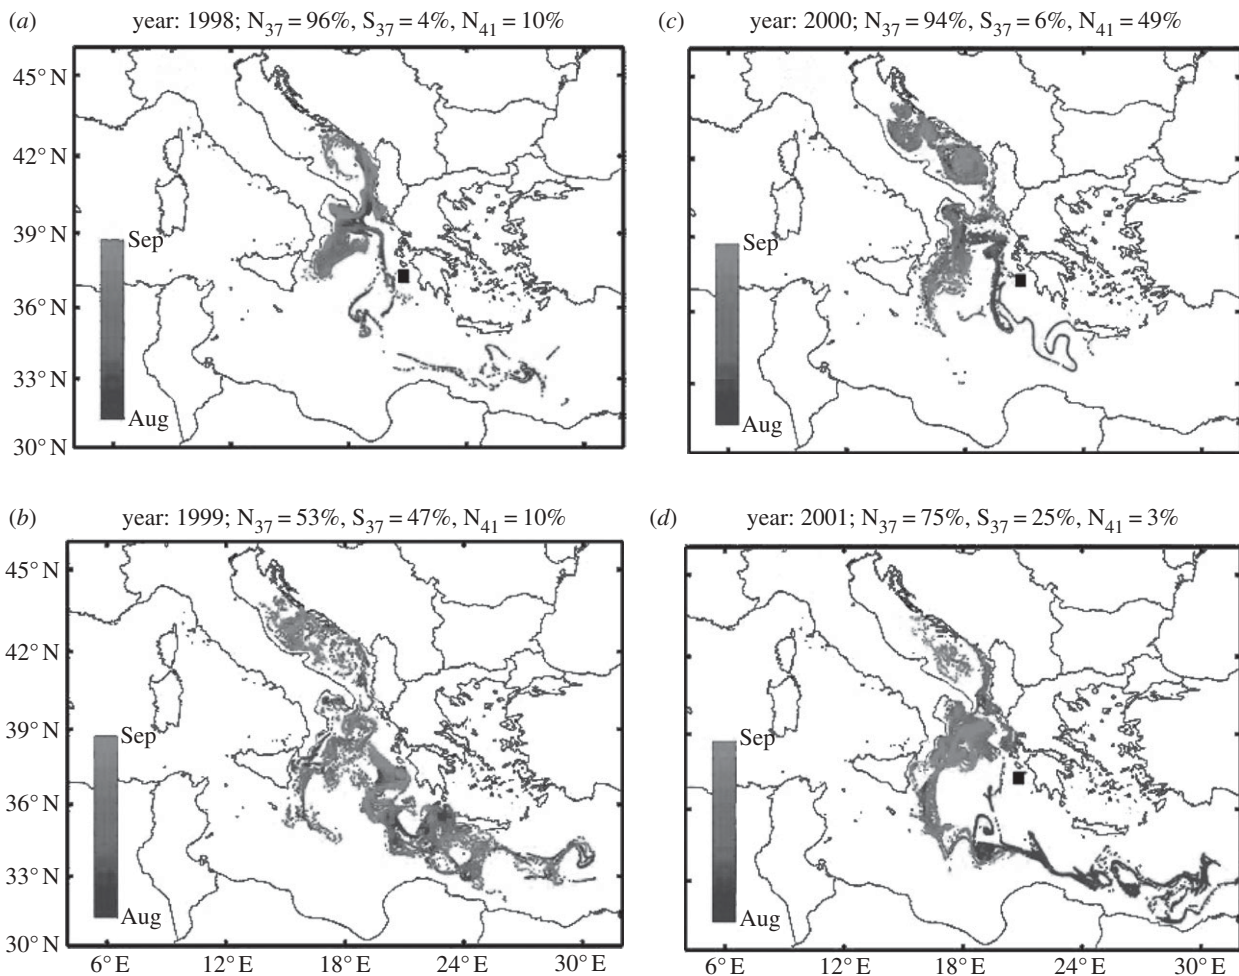 (a) year: 1998; N37 = 96%, S37 = 4%, N41 = 10%
45° N
42° N
39° N
36° N
33° N
30° N
Sep
Aug
(c) year: 2000; N37 = 94%, S37 = 6%, N41 = 49%
Sep
Aug
(b) year: 1999; N37 = 53%, S37 = 47%, N41 = 10%
45° N
42° N
39° N
36° N
33° N
30° N
Sep
Aug
6° E 12° E 18° E 24° E 30° E
(d) year: 2001; N37 = 75%, S37 = 25%, N41 = 3%
Sep
Aug
6° E 12° E 18° E 24° E 30° E